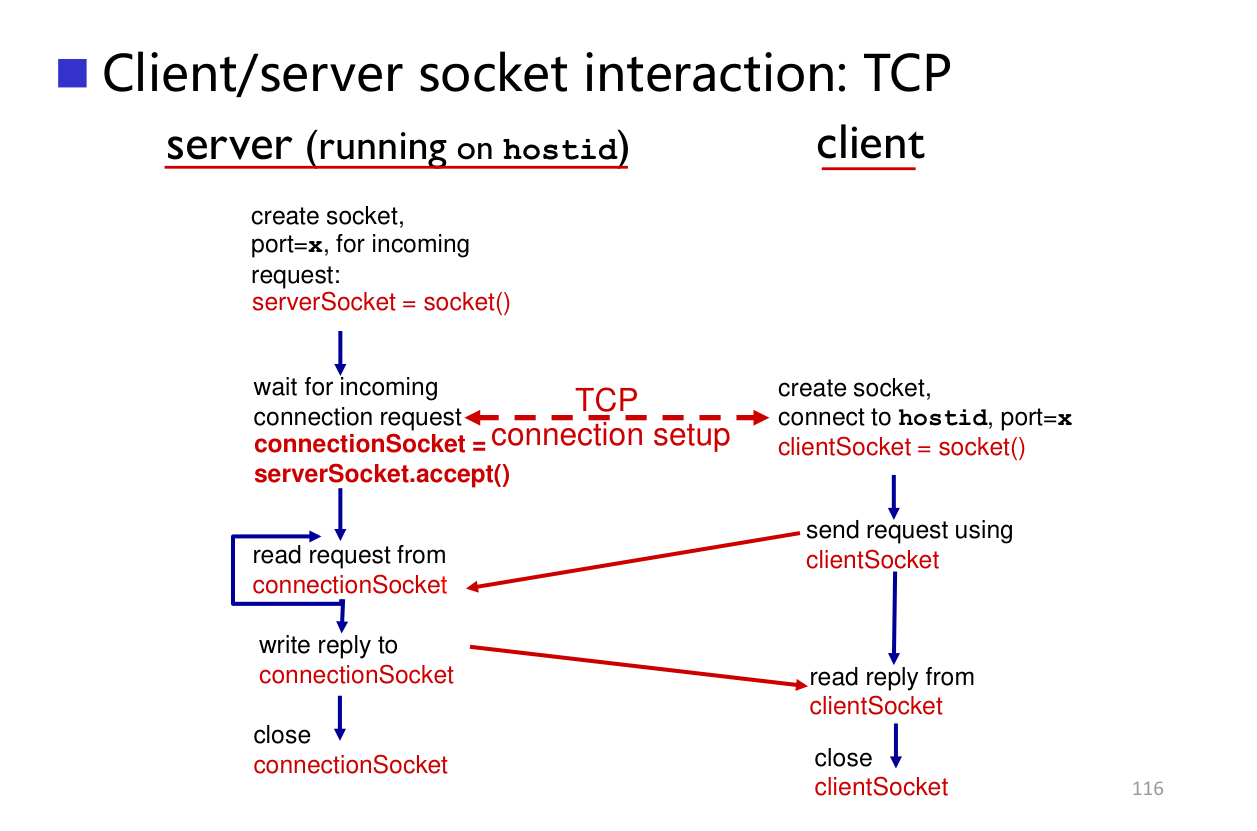 Client/server socket interaction: TCP
server (running on hostid)
client
create socket,
port=x, for incoming
request:
serverSocket = socket()
wait for incoming
connection request
connectionSocket =
serverSocket.accept()
TCP
connection setup
create socket,
connect to hostid, port=x
clientSocket = socket()
read request from
connectionSocket
send request using
clientSocket
write reply to
connectionSocket
read reply from
clientSocket
close
connectionSocket
close
clientSocket
116